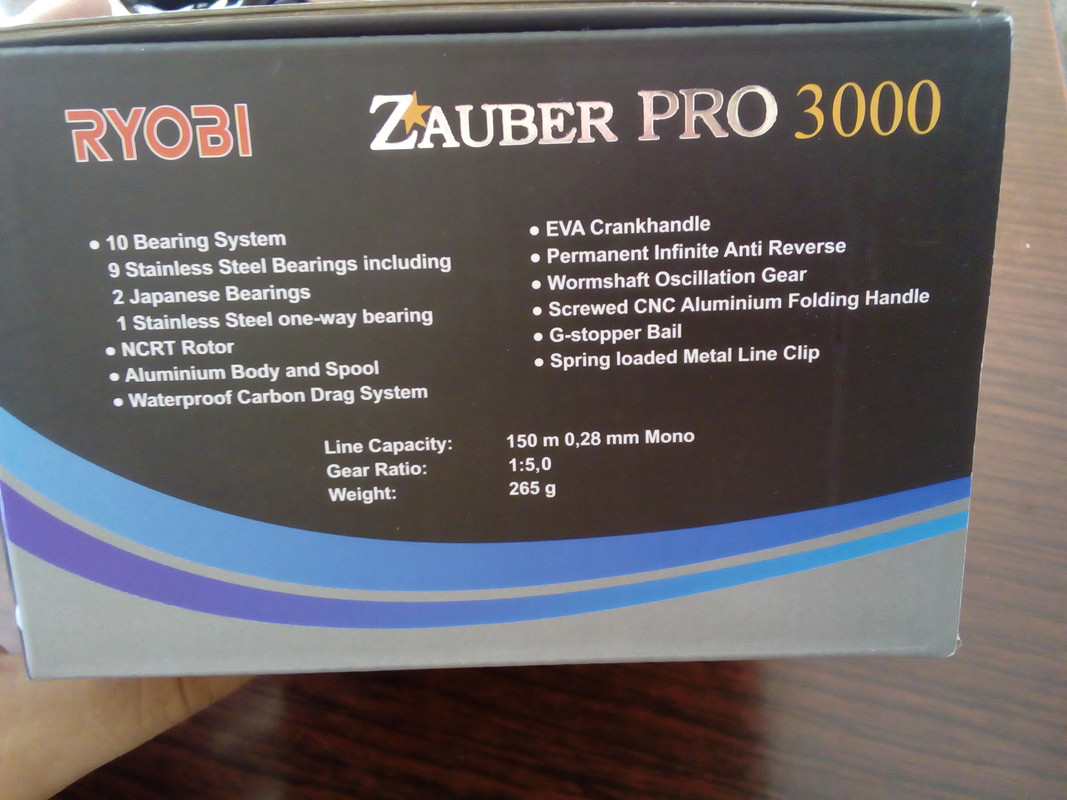 RYOBI
ZAUBER PRO 3000
• 10 Bearing System
9 Stainless Steel Bearings including
2 Japanese Bearings
1 Stainless Steel one-way bearing
• NCRT Rotor
• Aluminium Body and Spool
• Waterproof Carbon Drag System
• EVA Crankhandle
• Permanent Infinite Anti Reverse
• Wormshaft Oscillation Gear
• Screwed CNC Aluminium Folding Handle
• G-stopper Bail
• Spring loaded Metal Line Clip
Line Capacity: 150 m 0,28 mm Mono
Gear Ratio: 1:5,0
Weight: 265 g